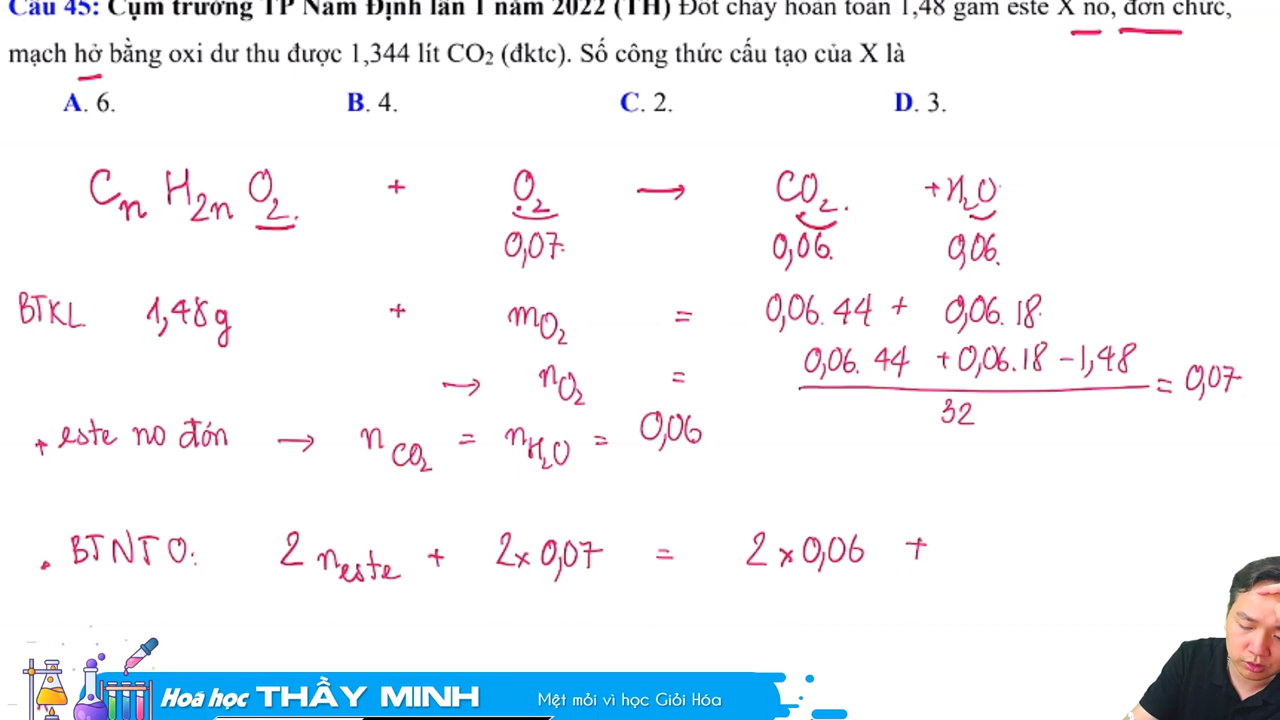 Câu 45: Cụm trường TP Nam Định lần 1 năm 2022 (TH) Đốt cháy hoàn toàn 1,48 gam este X no, đơn chức,
mạch hở bằng oxi dư thu được 1,344 lít CO₂ (đktc). Số công thức cấu tạo của X là
A. 6. B. 4. C. 2. D. 3.
CnH2nO2 + O2 → CO2 + H2O
0,07 0,06 0,06
BTKL 1,48g + mO2 = 0,06.44 + 0,06.18
→ nO2 = (0,06.44 + 0,06.18 - 1,48)/32 = 0,07
+ este no đơn → nCO2 = nH2O = 0,06
. BTNT O: 2 neste + 2x0,07 = 2x0,06 +
Hoá học THẦY MINH Mệt mỏi vì học Giỏi Hóa